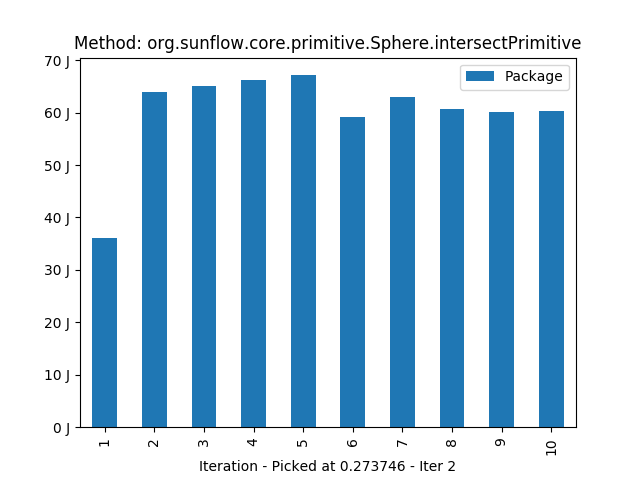 Method: org.sunflow.core.primitive.Sphere.intersectPrimitive
70 J
60 J
50 J
40 J
30 J
20 J
10 J
0 J
Package
1 2 3 4 5 6 7 8 9 10
Iteration - Picked at 0.273746 - Iter 2